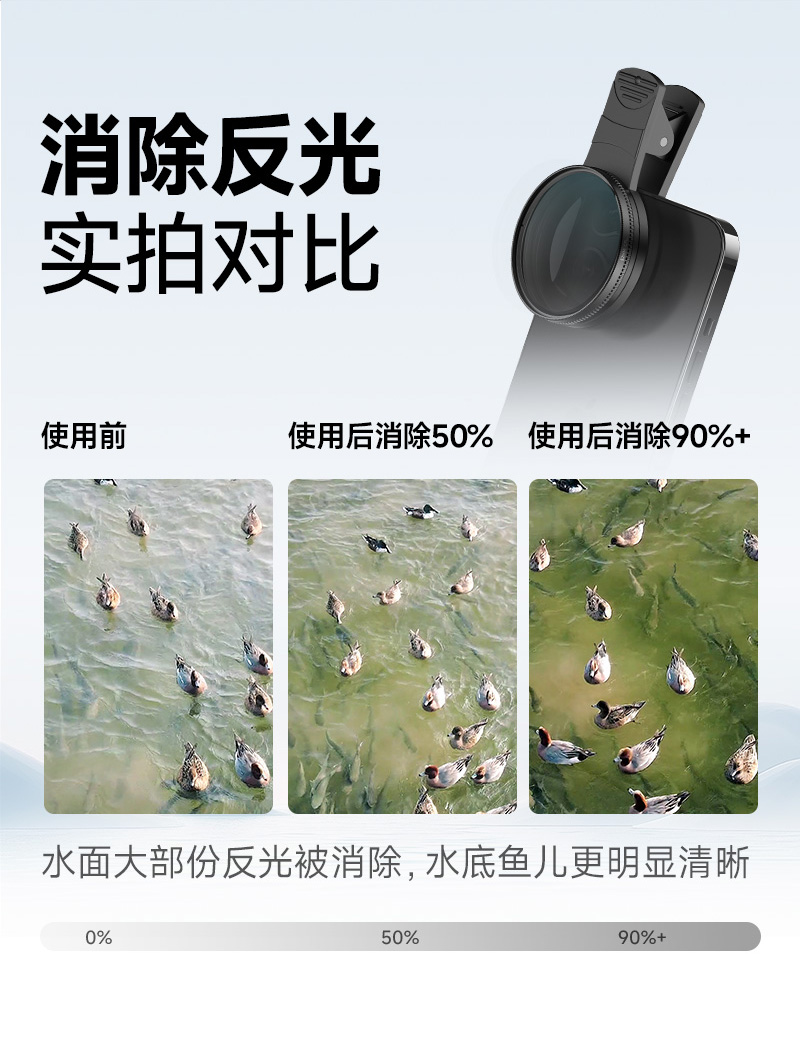 消除反光
实拍对比
使用前
使用后消除50%
使用后消除90%+
水面大部份反光被消除,水底鱼儿更明显清晰
0%
50%
90%+